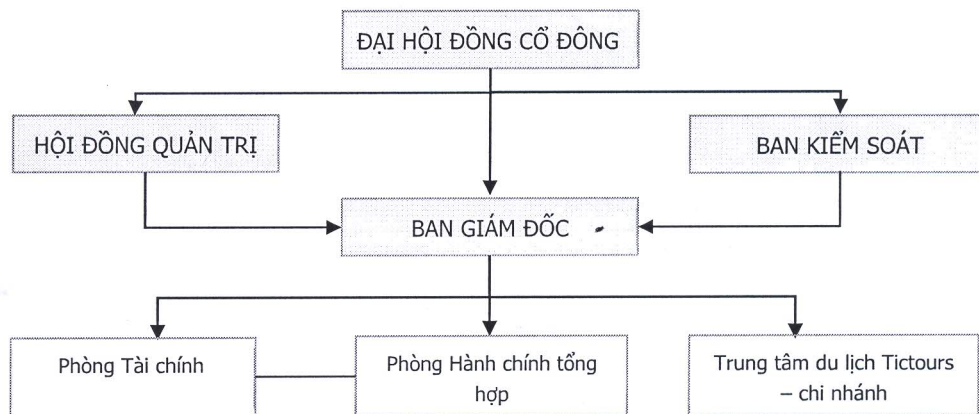 ĐẠI HỘI ĐỒNG CỔ ĐÔNG
HỘI ĐỒNG QUẢN TRỊ
BAN KIỂM SOÁT
BAN GIÁM ĐỐC
Phòng Tài chính
Phòng Hành chính tổng
hợp
Trung tâm du lịch Tictours
– chi nhánh